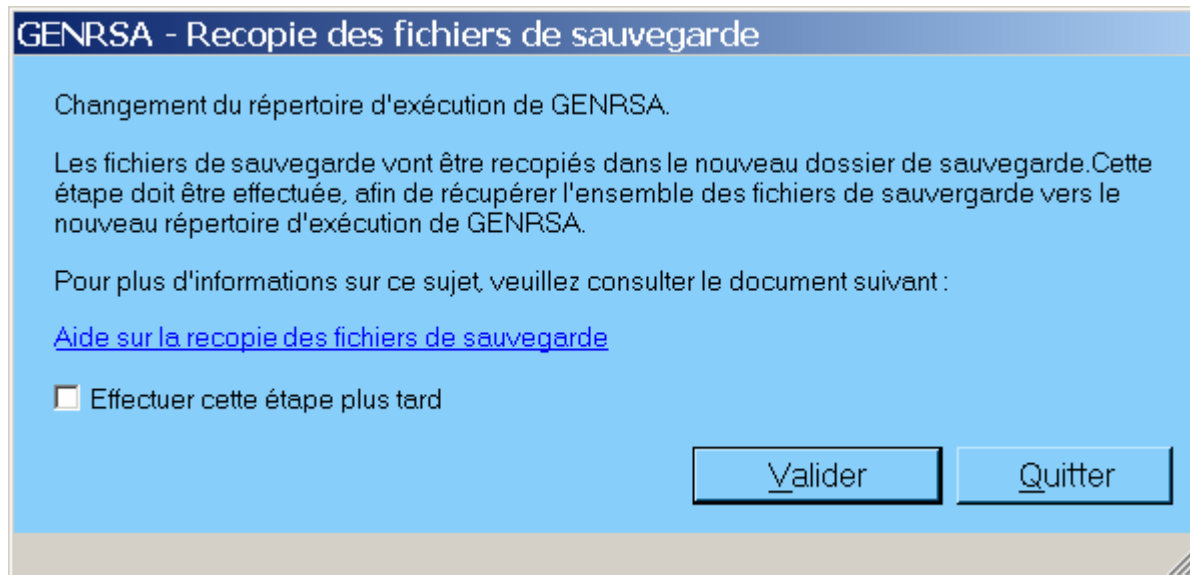 GENRSA - Recopie des fichiers de sauvegarde
Changement du répertoire d'exécution de GENRSA.
Les fichiers de sauvegarde vont être recopiés dans le nouveau dossier de sauvegarde.Cette
étape doit être effectuée, afin de récupérer l'ensemble des fichiers de sauvergarde vers le
nouveau répertoire d'exécution de GENRSA.
Pour plus d'informations sur ce sujet, veuillez consulter le document suivant :
Aide sur la recopie des fichiers de sauvegarde
Effectuer cette étape plus tard
Valider
Quitter